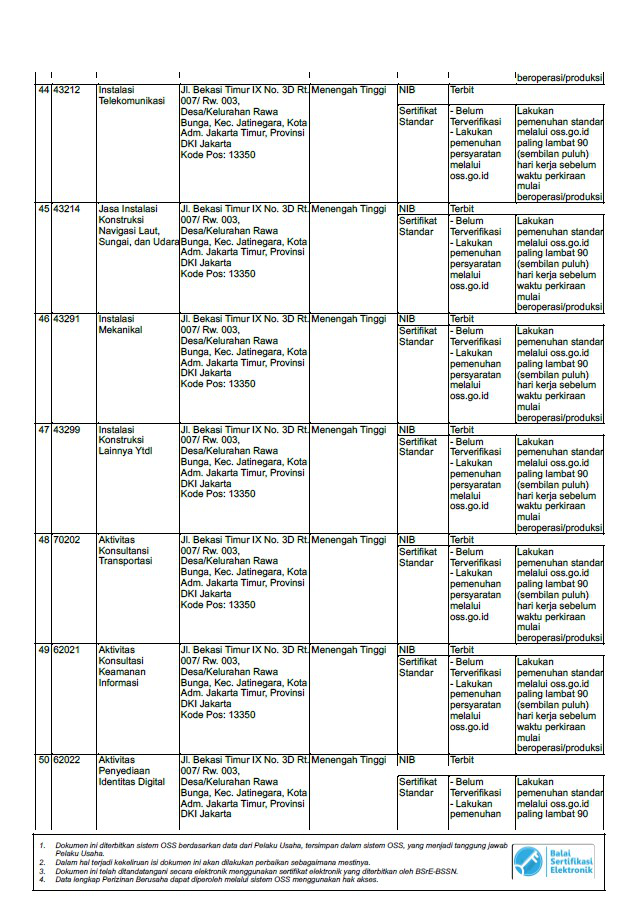 beroperasi/produksi
44 43212 Instalasi Jl. Bekasi Timur IX No. 3D Rt. Menengah Tinggi NIB Terbit
Telekomunikasi 007/ Rw. 003,
Desa/Kelurahan Rawa Sertifikat - Belum Lakukan
Bunga, Kec. Jatinegara, Kota Standar Terverifikasi pemenuhan standar
Adm. Jakarta Timur, Provinsi - Lakukan melalui oss.go.id
DKI Jakarta pemenuhan paling lambat 90
Kode Pos: 13350 persyaratan (sembilan puluh)
melalui hari kerja sebelum
oss.go.id waktu perkiraan
mulai
beroperasi/produksi
45 43214 Jasa Instalasi Jl. Bekasi Timur IX No. 3D Rt. Menengah Tinggi NIB Terbit
Konstruksi 007/ Rw. 003, Sertifikat - Belum Lakukan
Navigasi Laut, Desa/Kelurahan Rawa Standar Terverifikasi pemenuhan standar
Sungai, dan Udara Bunga, Kec. Jatinegara, Kota - Lakukan melalui oss.go.id
Adm. Jakarta Timur, Provinsi pemenuhan paling lambat 90
DKI Jakarta persyaratan (sembilan puluh)
Kode Pos: 13350 melalui hari kerja sebelum
oss.go.id waktu perkiraan
mulai
beroperasi/produksi
46 43291 Instalasi Jl. Bekasi Timur IX No. 3D Rt. Menengah Tinggi NIB Terbit
Mekanikal 007/ Rw. 003, Sertifikat - Belum Lakukan
Desa/Kelurahan Rawa Standar Terverifikasi pemenuhan standar
Bunga, Kec. Jatinegara, Kota - Lakukan melalui oss.go.id
Adm. Jakarta Timur, Provinsi pemenuhan paling lambat 90
DKI Jakarta persyaratan (sembilan puluh)
Kode Pos: 13350 melalui hari kerja sebelum
oss.go.id waktu perkiraan
mulai
beroperasi/produksi
47 43299 Instalasi Jl. Bekasi Timur IX No. 3D Rt. Menengah Tinggi NIB Terbit
Konstruksi 007/ Rw. 003, Sertifikat - Belum Lakukan
Lainnya Ytdl Desa/Kelurahan Rawa Standar Terverifikasi pemenuhan standar
Bunga, Kec. Jatinegara, Kota - Lakukan melalui oss.go.id
Adm. Jakarta Timur, Provinsi pemenuhan paling lambat 90
DKI Jakarta persyaratan (sembilan puluh)
Kode Pos: 13350 melalui hari kerja sebelum
oss.go.id waktu perkiraan
mulai
beroperasi/produksi
48 70202 Aktivitas Jl. Bekasi Timur IX No. 3D Rt. Menengah Tinggi NIB Terbit
Konsultansi 007/ Rw. 003, Sertifikat - Belum Lakukan
Transportasi Desa/Kelurahan Rawa Standar Terverifikasi pemenuhan standar
Bunga, Kec. Jatinegara, Kota - Lakukan melalui oss.go.id
Adm. Jakarta Timur, Provinsi pemenuhan paling lambat 90
DKI Jakarta persyaratan (sembilan puluh)
Kode Pos: 13350 melalui hari kerja sebelum
oss.go.id waktu perkiraan
mulai
beroperasi/produksi
49 62021 Aktivitas Jl. Bekasi Timur IX No. 3D Rt. Menengah Tinggi NIB Terbit
Konsultasi 007/ Rw. 003, Sertifikat - Belum Lakukan
Keamanan Desa/Kelurahan Rawa Standar Terverifikasi pemenuhan standar
Informasi Bunga, Kec. Jatinegara, Kota - Lakukan melalui oss.go.id
Adm. Jakarta Timur, Provinsi pemenuhan paling lambat 90
DKI Jakarta persyaratan (sembilan puluh)
Kode Pos: 13350 melalui hari kerja sebelum
oss.go.id waktu perkiraan
mulai
beroperasi/produksi
50 62022 Aktivitas Jl. Bekasi Timur IX No. 3D Rt. Menengah Tinggi NIB Terbit
Penyediaan 007/ Rw. 003,
Identitas Digital Desa/Kelurahan Rawa Sertifikat - Belum Lakukan
Bunga, Kec. Jatinegara, Kota Standar Terverifikasi pemenuhan standar
Adm. Jakarta Timur, Provinsi - Lakukan melalui oss.go.id
DKI Jakarta pemenuhan paling lambat 90
1. Dokumen ini diterbitkan sistem OSS berdasarkan data dari Pelaku Usaha, tersimpan dalam sistem OSS, yang menjadi tanggung jawab
Pelaku Usaha.
2. Dalam hal terjadi kekeliruan isi dokumen ini akan dilakukan perbaikan sebagaimana mestinya.
3. Dokumen ini telah ditandatangani secara elektronik menggunakan sertifikat elektronik yang diterbitkan oleh BSrE-BSSN.
4. Data lengkap Perizinan Berusaha dapat diperoleh melalui sistem OSS menggunakan hak akses.
Balai
Sertifikasi
Elektronik